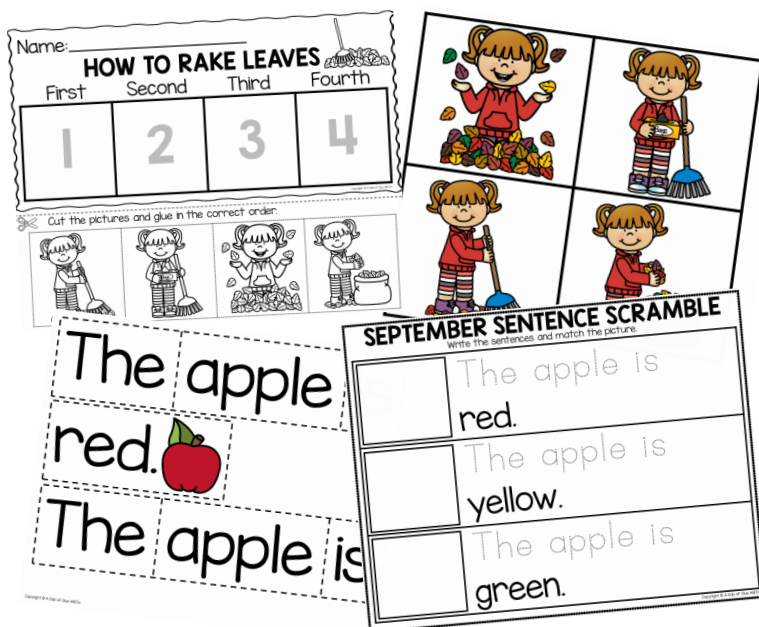 Name:
HOW TO RAKE LEAVES
First Second Third Fourth
1 2 3 4
Cut the pictures and glue in the correct order.
Bags
The apple
red.
The apple is
SEPTEMBER SENTENCE SCRAMBLE
Write the sentences and match the picture.
The apple is
red.
The apple is
yellow.
The apple is
green.